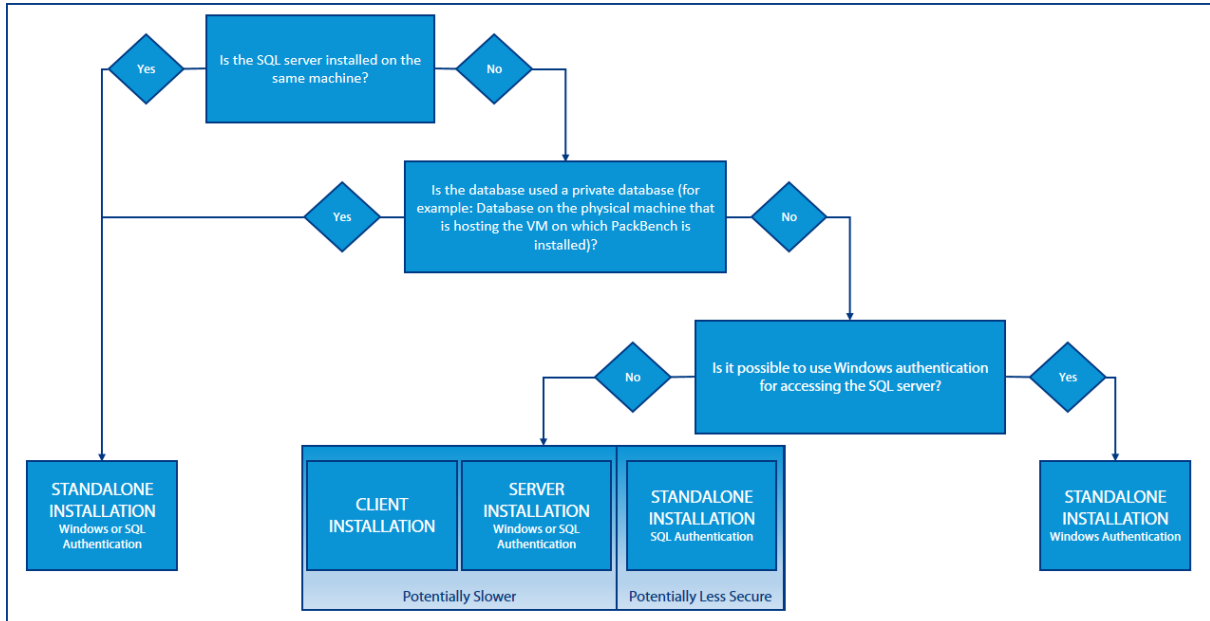 Yes
Is the SQL server installed on the
same machine?
No
Yes
Is the database used a private database (for
example: Database on the physical machine that
is hosting the VM on which PackBench is
installed)?
No
No
Is it possible to use Windows authentication
for accessing the SQL server?
Yes
STANDALONE
INSTALLATION
Windows or SQL
Authentication
CLIENT
INSTALLATION
SERVER
INSTALLATION
Windows or SQL
Authentication
STANDALONE
INSTALLATION
SQL Authentication
STANDALONE
INSTALLATION
Windows Authentication
Potentially Slower
Potentially Less Secure